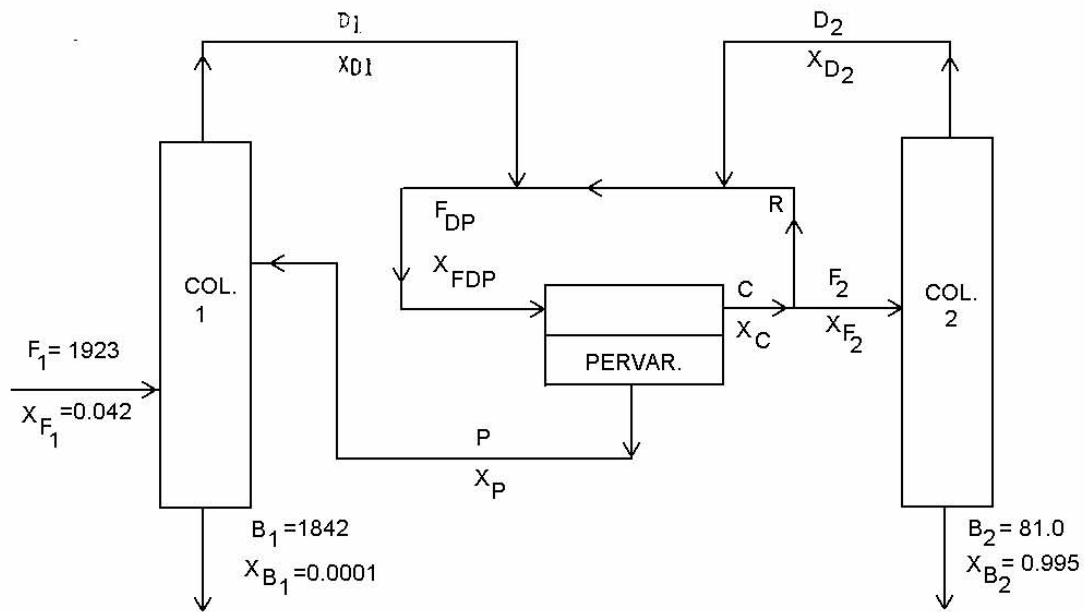 D1
XD1
D2
XD2
COL.
1
F1 = 1923
XF1 =0.042
B1 =1842
XB1 =0.0001
FDP
XFDP
R
C
XC
F2
XF2
PERVAR.
P
XP
COL.
2
B2 = 81.0
XB2 = 0.995